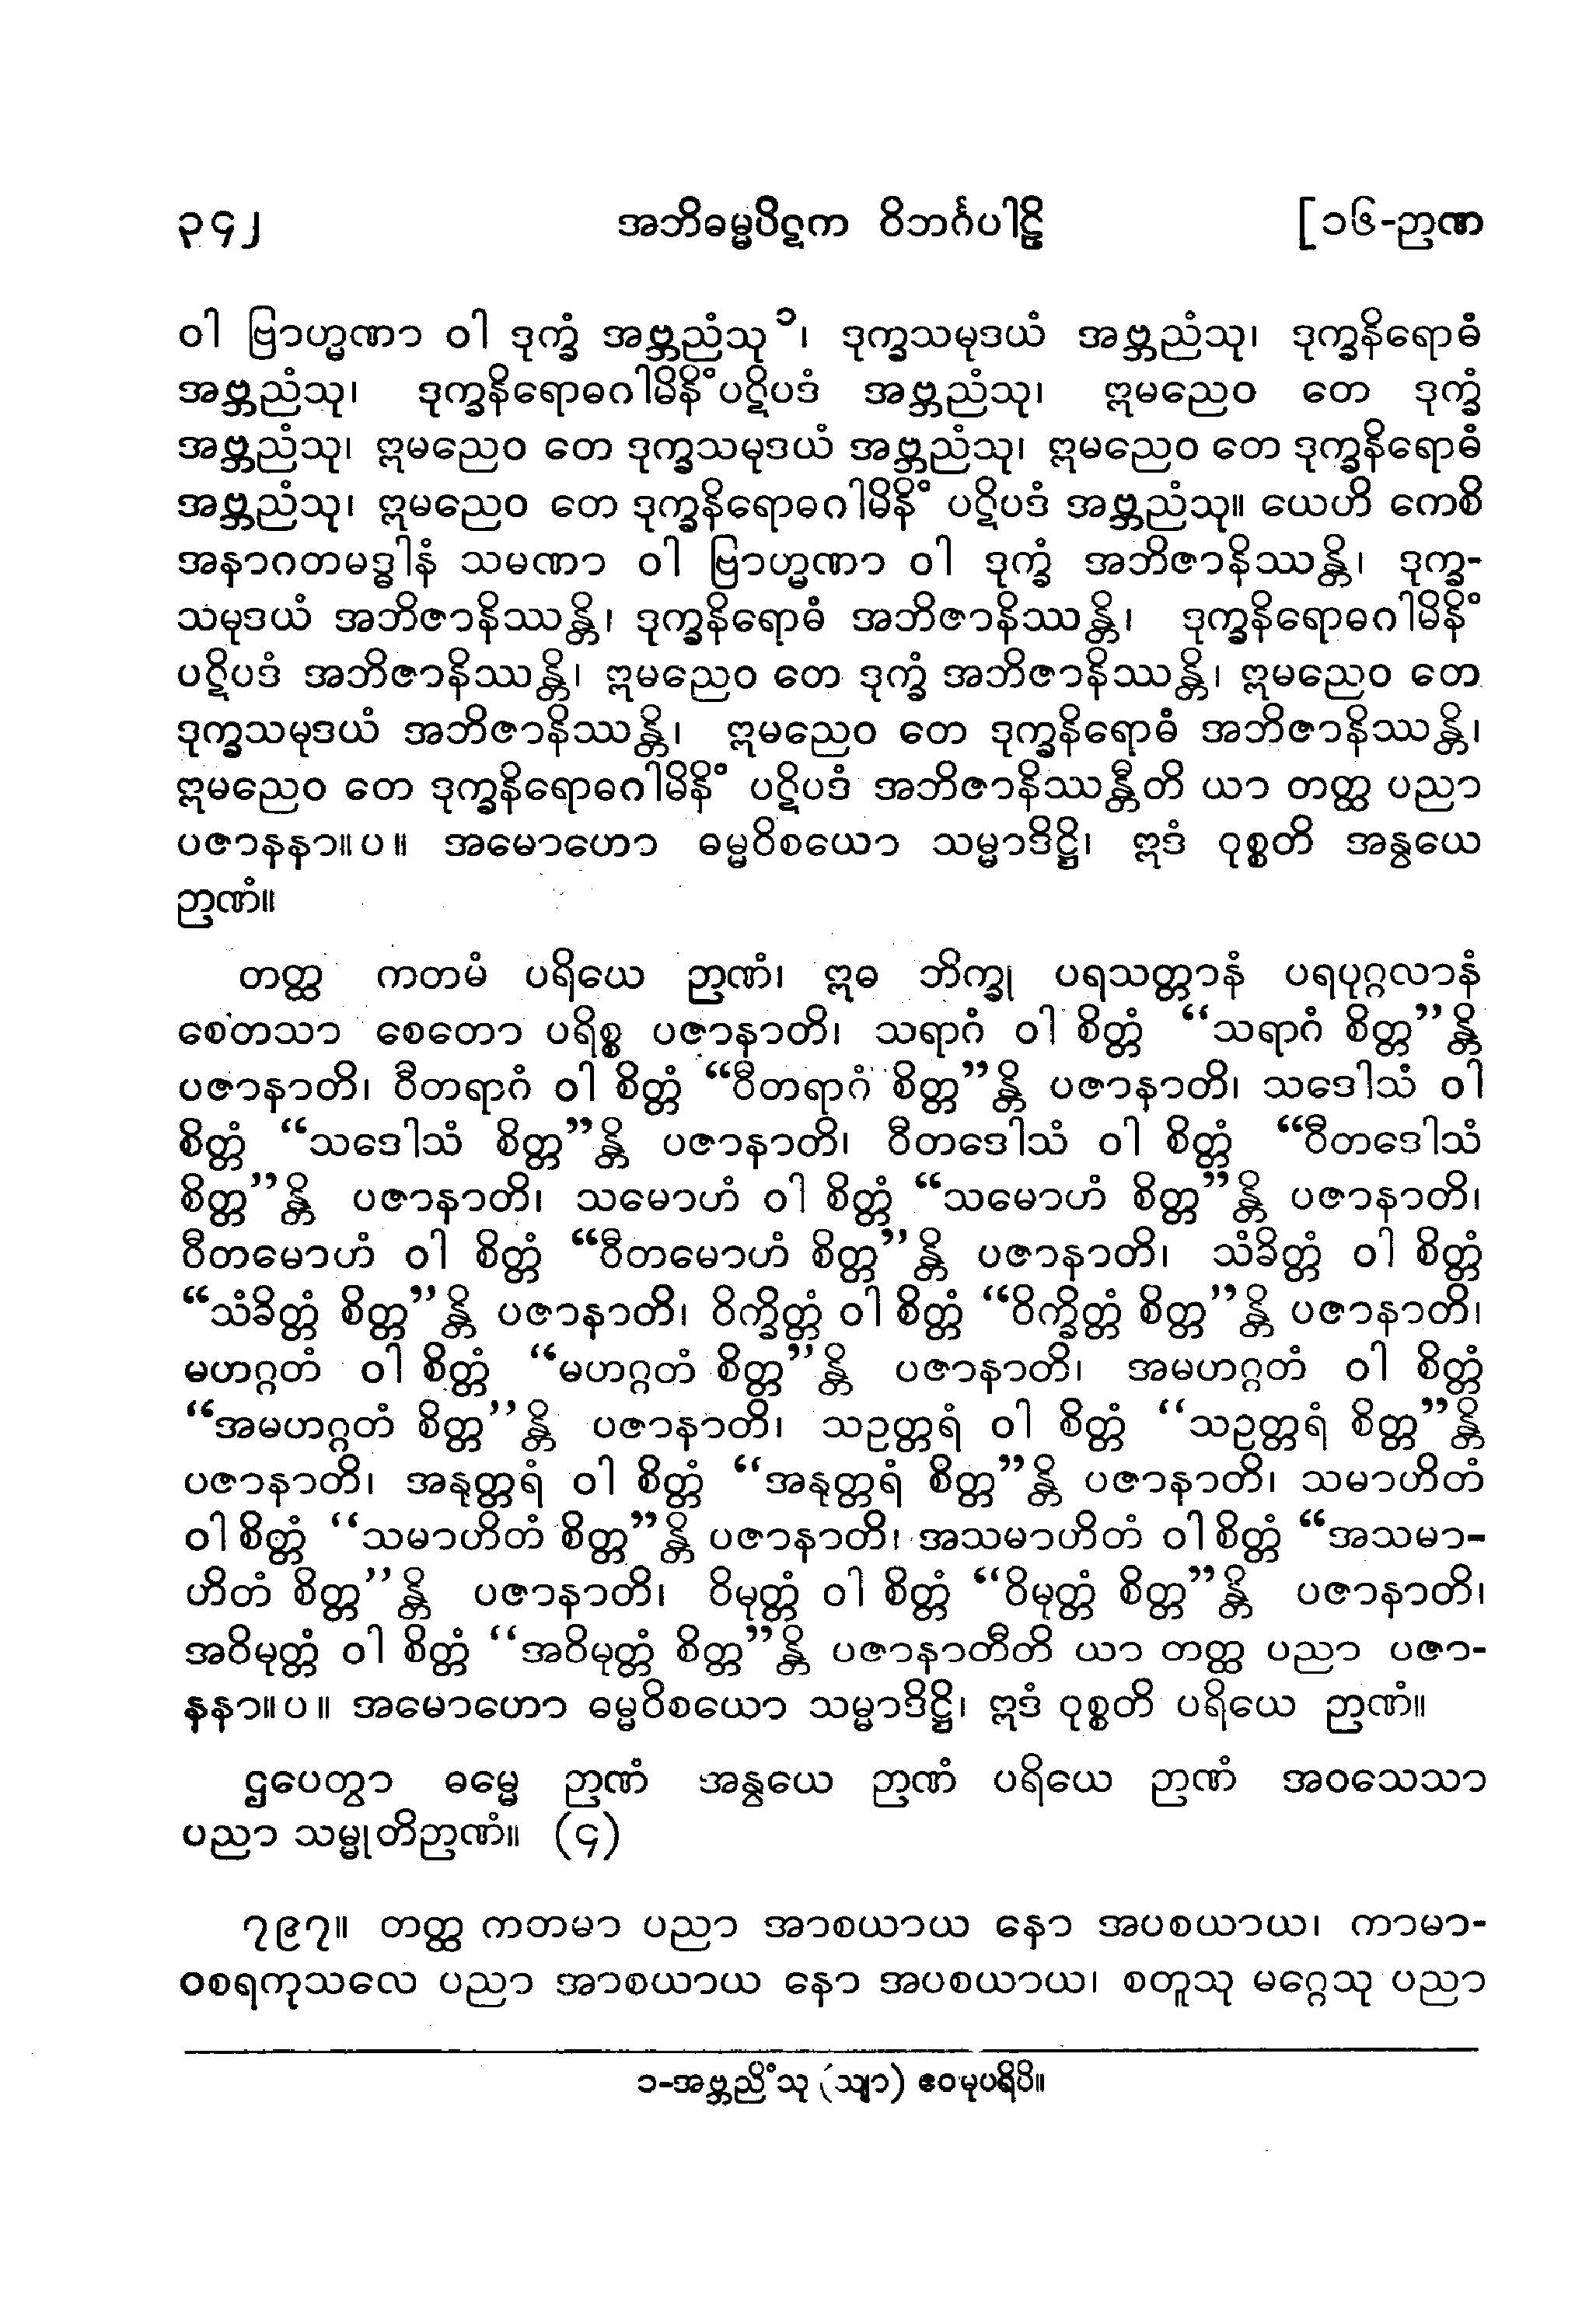 ၃၄၂ အဘိဓမ္မပိဋက ဝိဘင်္ဂပါဠိ [၁၆-ဉာဏ
ဝါ ဗြာဟ္မဏာ ဝါ ဒုက္ခံ အဗ္ဘညံသု၁၊ ဒုက္ခသမုဒယံ အဗ္ဘညံသု၊ ဒုက္ခနိရောဓံ
အဗ္ဘညံသု၊ ဒုက္ခနိရောဓဂါမိနိံ ပဋိပဒံ အဗ္ဘညံသု၊ ဣမညေဝ တေ ဒုက္ခံ
အဗ္ဘညံသု၊ ဣမညေဝ တေ ဒုက္ခသမုဒယံ အဗ္ဘညံသု၊ ဣမညေဝ တေ ဒုက္ခနိရောဓံ
အဗ္ဘညံသု၊ ဣမညေဝ တေ ဒုက္ခနိရောဓဂါမိနိံ ပဋိပဒံ အဗ္ဘညံသု။ ယေဟိ ကေစိ
အနာဂတမဒ္ဓါနံ သမဏာ ဝါ ဗြာဟ္မဏာ ဝါ ဒုက္ခံ အဘိဇာနိဿန္တိ၊ ဒုက္ခ-
သမုဒယံ အဘိဇာနိဿန္တိ၊ ဒုက္ခနိရောဓံ အဘိဇာနိဿန္တိ၊ ဒုက္ခနိရောဓဂါမိနိံ
ပဋိပဒံ အဘိဇာနိဿန္တိ၊ ဣမညေဝ တေ ဒုက္ခံ အဘိဇာနိဿန္တိ၊ ဣမညေဝ တေ
ဒုက္ခသမုဒယံ အဘိဇာနိဿန္တိ၊ ဣမညေဝ တေ ဒုက္ခနိရောဓံ အဘိဇာနိဿန္တိ၊
ဣမညေဝ တေ ဒုက္ခနိရောဓဂါမိနိံ ပဋိပဒံ အဘိဇာနိဿန္တီတိ ယာ တတ္ထ ပညာ
ပဇာနနာ။ပ။ အမောဟော ဓမ္မဝိစယော သမ္မာဒိဋ္ဌိ၊ ဣဒံ ဝုစ္စတိ အနွယေ
ဉာဏံ။
တတ္ထ ကတမံ ပရိယေ ဉာဏံ၊ ဣဓ ဘိက္ခု ပရသတ္တာနံ ပရပုဂ္ဂလာနံ
စေတသာ စေတော ပရိစ္စ ပဇာနာတိ၊ သရာဂံ ဝါ စိတ္တံ “သရာဂံ စိတ္တ”န္တိ
ပဇာနာတိ၊ ဝီတရာဂံ ဝါ စိတ္တံ “ဝီတရာဂံ စိတ္တ”န္တိ ပဇာနာတိ၊ သဒေါသံ ဝါ
စိတ္တံ “သဒေါသံ စိတ္တ”န္တိ ပဇာနာတိ၊ ဝီတဒေါသံ ဝါ စိတ္တံ “ဝီတဒေါသံ
စိတ္တ”န္တိ ပဇာနာတိ၊ သမောဟံ ဝါ စိတ္တံ “သမောဟံ စိတ္တ”န္တိ ပဇာနာတိ၊
ဝီတမောဟံ ဝါ စိတ္တံ “ဝီတမောဟံ စိတ္တ”န္တိ ပဇာနာတိ၊ သံခိတ္တံ ဝါ စိတ္တံ
“သံခိတ္တံ စိတ္တ”န္တိ ပဇာနာတိ၊ ဝိက္ခိတ္တံ ဝါ စိတ္တံ “ဝိက္ခိတ္တံ စိတ္တ”န္တိ ပဇာနာတိ၊
မဟဂ္ဂတံ ဝါ စိတ္တံ “မဟဂ္ဂတံ စိတ္တ”န္တိ ပဇာနာတိ၊ အမဟဂ္ဂတံ ဝါ စိတ္တံ
“အမဟဂ္ဂတံ စိတ္တ”န္တိ ပဇာနာတိ၊ သဥတ္တရံ ဝါ စိတ္တံ “သဥတ္တရံ စိတ္တ”န္တိ
ပဇာနာတိ၊ အနုတ္တရံ ဝါ စိတ္တံ “အနုတ္တရံ စိတ္တ”န္တိ ပဇာနာတိ၊ သမာဟိတံ
ဝါ စိတ္တံ “သမာဟိတံ စိတ္တ”န္တိ ပဇာနာတိ၊ အသမာဟိတံ ဝါ စိတ္တံ “အသမာ-
ဟိတံ စိတ္တ”န္တိ ပဇာနာတိ၊ ဝိမုတ္တံ ဝါ စိတ္တံ “ဝိမုတ္တံ စိတ္တ”န္တိ ပဇာနာတိ၊
အဝိမုတ္တံ ဝါ စိတ္တံ “အဝိမုတ္တံ စိတ္တ”န္တိ ပဇာနာတီတိ ယာ တတ္ထ ပညာ ပဇာ-
နနာ။ပ။ အမောဟော ဓမ္မဝိစယော သမ္မာဒိဋ္ဌိ၊ ဣဒံ ဝုစ္စတိ ပရိယေ ဉာဏံ။
ဌပေတွာ ဓမ္မေ ဉာဏံ အနွယေ ဉာဏံ ပရိယေ ဉာဏံ အဝသေသာ
ပညာ သမ္မုတိဉာဏံ။ (၄)
၇၉၇။ တတ္ထ ကတမာ ပညာ အာစယာယ နော အပစယာယ၊ ကာမာ-
ဝစရကုသလေ ပညာ အာစယာယ နော အပစယာယ၊ စတူသု မဂ္ဂေသု ပညာ
၁-အဗ္ဘညိံသု (သျာ) ဧဝမုပရိပိ။